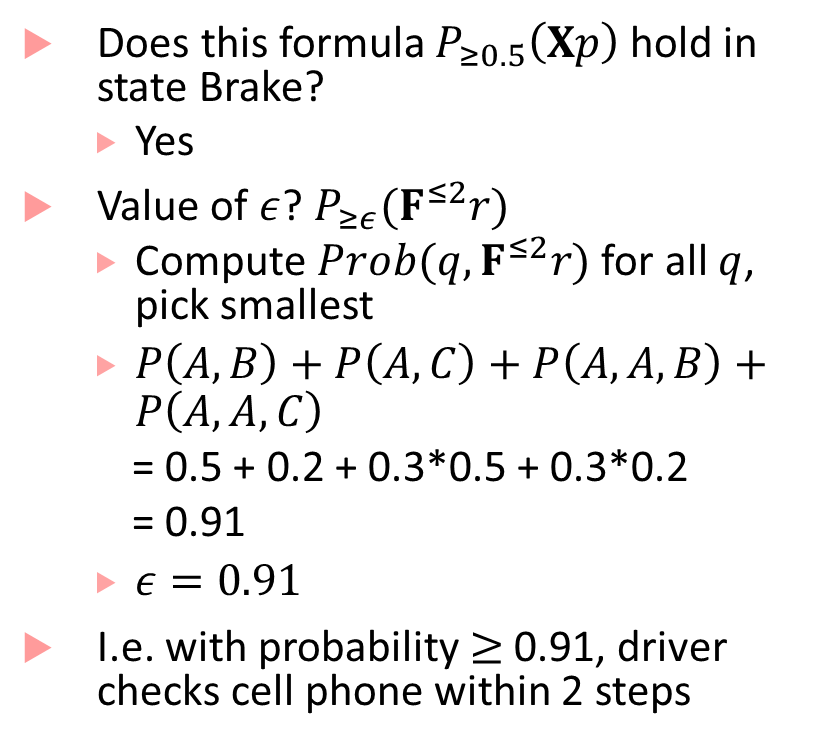 Does this formula 𝑃≥0.5(𝐗𝑝) hold in
state Brake?
Yes
Value of 𝜖? 𝑃≥𝜖(𝐅≤2𝑟)
Compute 𝑃𝑟𝑜𝑏(𝑞, 𝐅≤2𝑟) for all 𝑞,
pick smallest
𝑃(𝐴, 𝐵) + 𝑃(𝐴, 𝐶) + 𝑃(𝐴, 𝐴, 𝐵) +
𝑃(𝐴, 𝐴, 𝐶)
= 0.5 + 0.2 + 0.3*0.5 + 0.3*0.2
= 0.91
𝜖 = 0.91
I.e. with probability ≥ 0.91, driver
checks cell phone within 2 steps